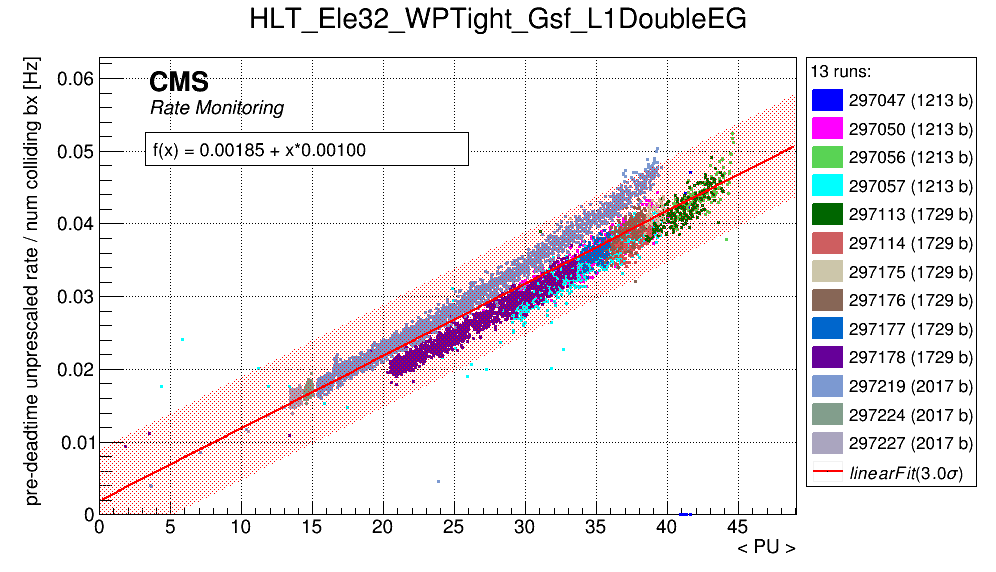 HLT_Ele32_WPTight_Gsf_L1DoubleEG
pre-deadtime unprescaled rate / num colliding bx [Hz]
0.06
0.05
0.04
0.03
0.02
0.01
0
CMS
Rate Monitoring
f(x) = 0.00185 + x*0.00100
0 5 10 15 20 25 30 35 40 45
< PU >
13 runs:
297047 (1213 b)
297050 (1213 b)
297056 (1213 b)
297057 (1213 b)
297113 (1729 b)
297114 (1729 b)
297175 (1729 b)
297176 (1729 b)
297177 (1729 b)
297178 (1729 b)
297219 (2017 b)
297224 (2017 b)
297227 (2017 b)
linearFit(3.0σ)